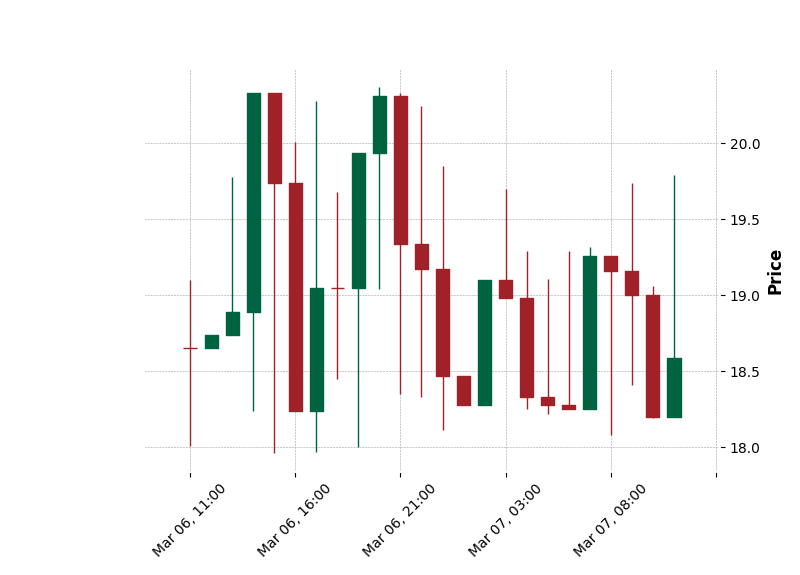 20.0
19.5
19.0
18.5
18.0
Price
Mar 06, 11:00
Mar 06, 16:00
Mar 06, 21:00
Mar 07, 03:00
Mar 07, 08:00